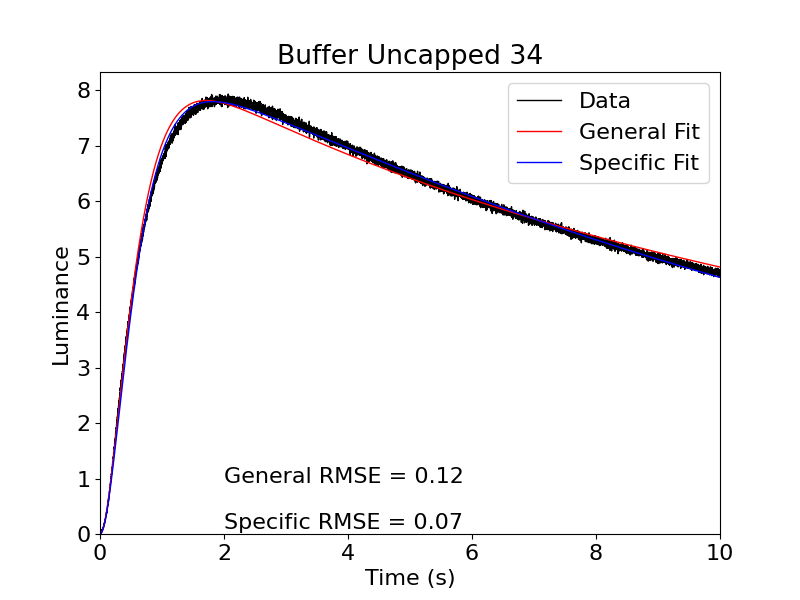 Buffer Uncapped 34
Data
General Fit
Specific Fit
Luminance
8
7
6
5
4
3
2
1
0
General RMSE = 0.12
Specific RMSE = 0.07
0 2 4 6 8 10
Time (s)